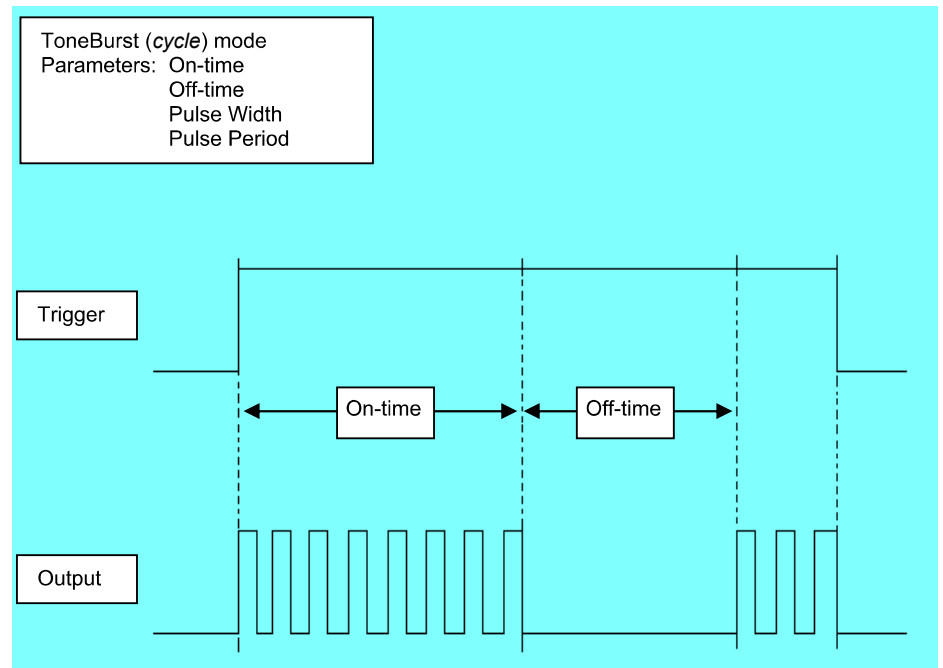 ToneBurst (cycle) mode
Parameters: On-time
Off-time
Pulse Width
Pulse Period
Trigger
On-time
Off-time
Output